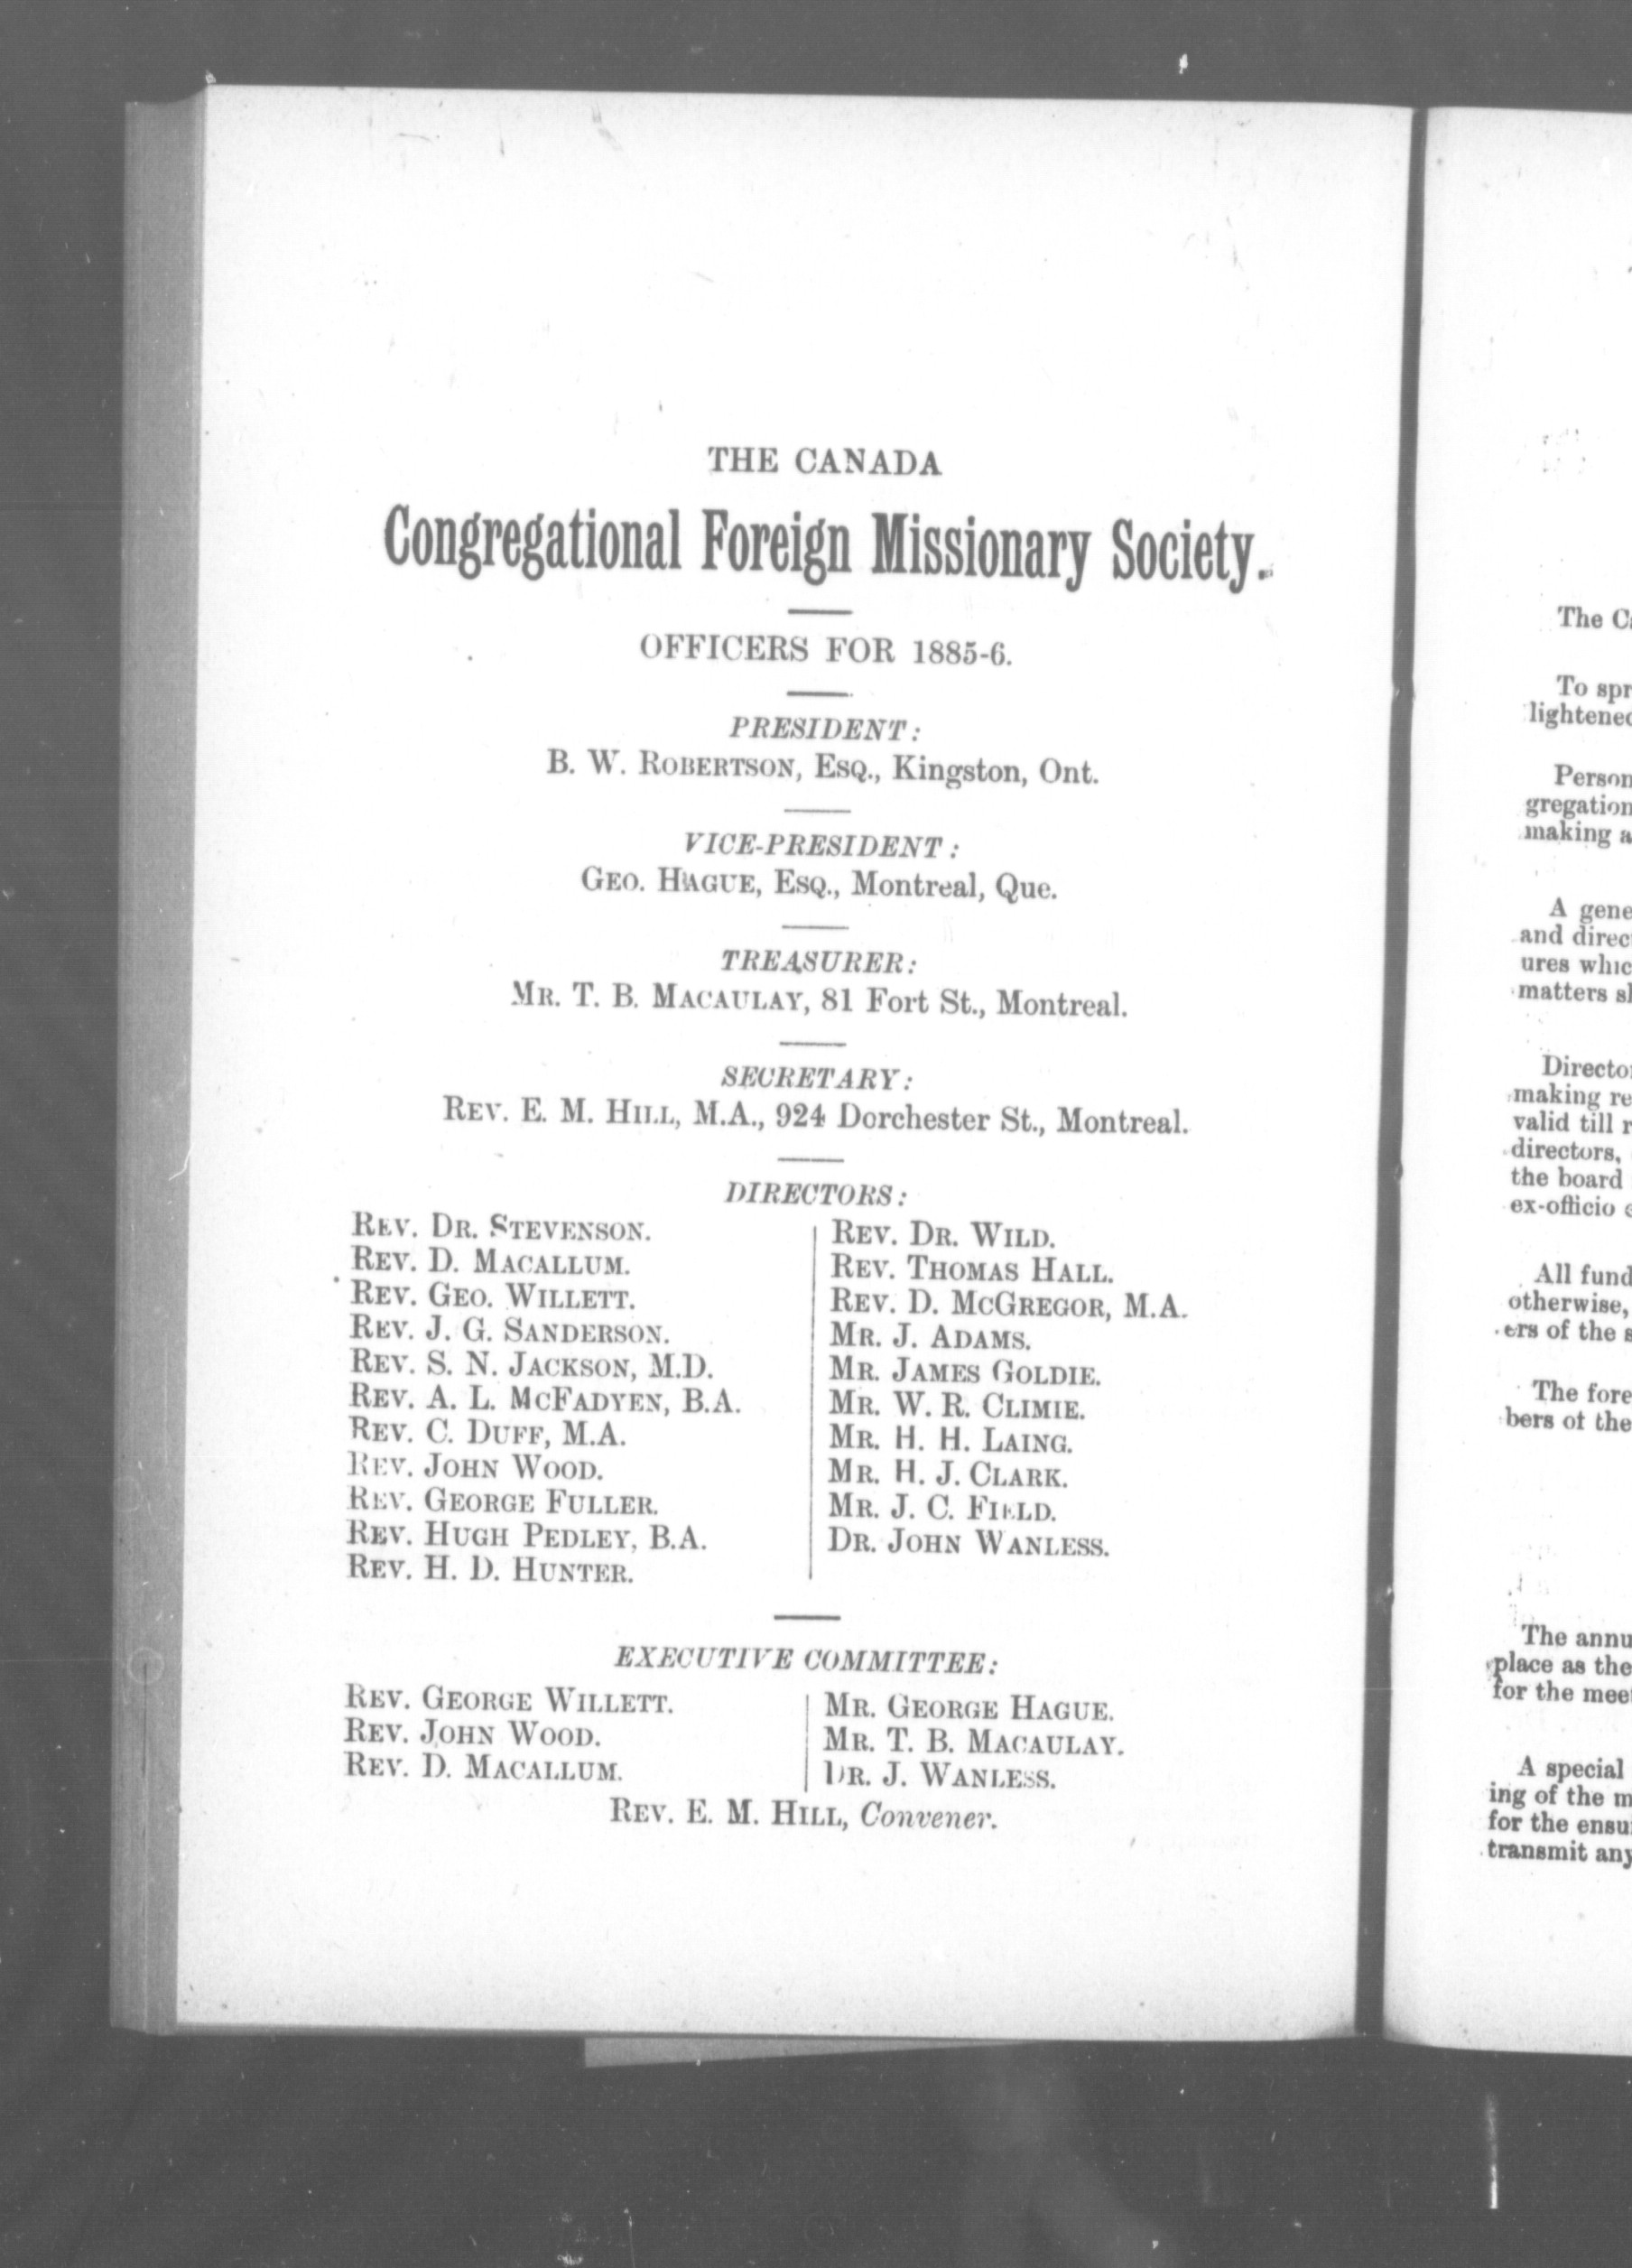 THE CANADA
Congregational Foreign Missionary Society.
OFFICERS FOR 1885-6.
PRESIDENT:
B. W. ROBERTSON, ESQ., Kingston, Ont.
VICE-PRESIDENT:
GEO. HAGUE, ESQ., Montreal, Que.
TREASURER:
MR. T. B. MACAULAY, 81 Fort St., Montreal.
SECRETARY:
REV. E. M. HILL, M.A., 924 Dorchester St., Montreal.
DIRECTORS:
REV. DR. STEVENSON.
REV. D. MACALLUM.
REV. GEO. WILLETT.
REV. J. G. SANDERSON.
REV. S. N. JACKSON, M.D.
REV. A. L. MCFADYEN, B.A.
REV. C. DUFF, M.A.
REV. JOHN WOOD.
REV. GEORGE FULLER.
REV. HUGH PEDLEY, B.A.
REV. H. D. HUNTER.
REV. DR. WILD.
REV. THOMAS HALL.
REV. D. MCGREGOR, M.A.
MR. J. ADAMS.
MR. JAMES GOLDIE.
MR. W. R. CLIMIE.
MR. H. H. LAING.
MR. H. J. CLARK.
MR. J. C. FIELD.
DR. JOHN WANLESS.
EXECUTIVE COMMITTEE:
REV. GEORGE WILLETT.
REV. JOHN WOOD.
REV. D. MACALLUM.
MR. GEORGE HAGUE.
MR. T. B. MACAULAY.
DR. J. WANLESS.
REV. E. M. HILL, Convener.
The
To spr
lightened
Person
gregation
making a
A gene
and direc
ures whic
matters sl
Director
making re
valid till
directors,
the board
ex-officio
All fund
otherwise,
ers of the
The fore
bers of the
The annu
place as the
for the meet
A special
ing of the m
for the ensu
transmit any